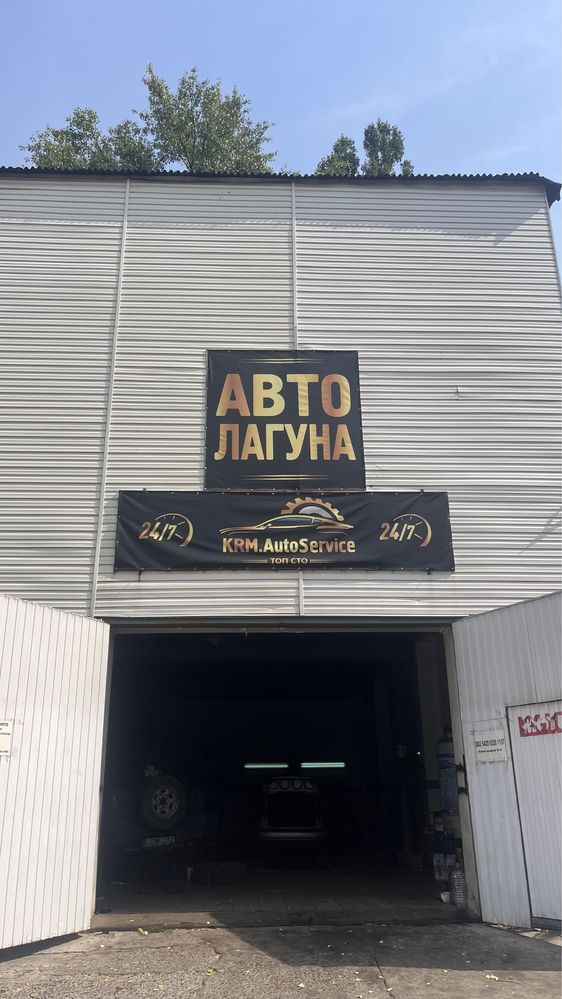 АВТО
ЛАГУНА
24/7
KRM.AutoService
ТОП СТО
24/7